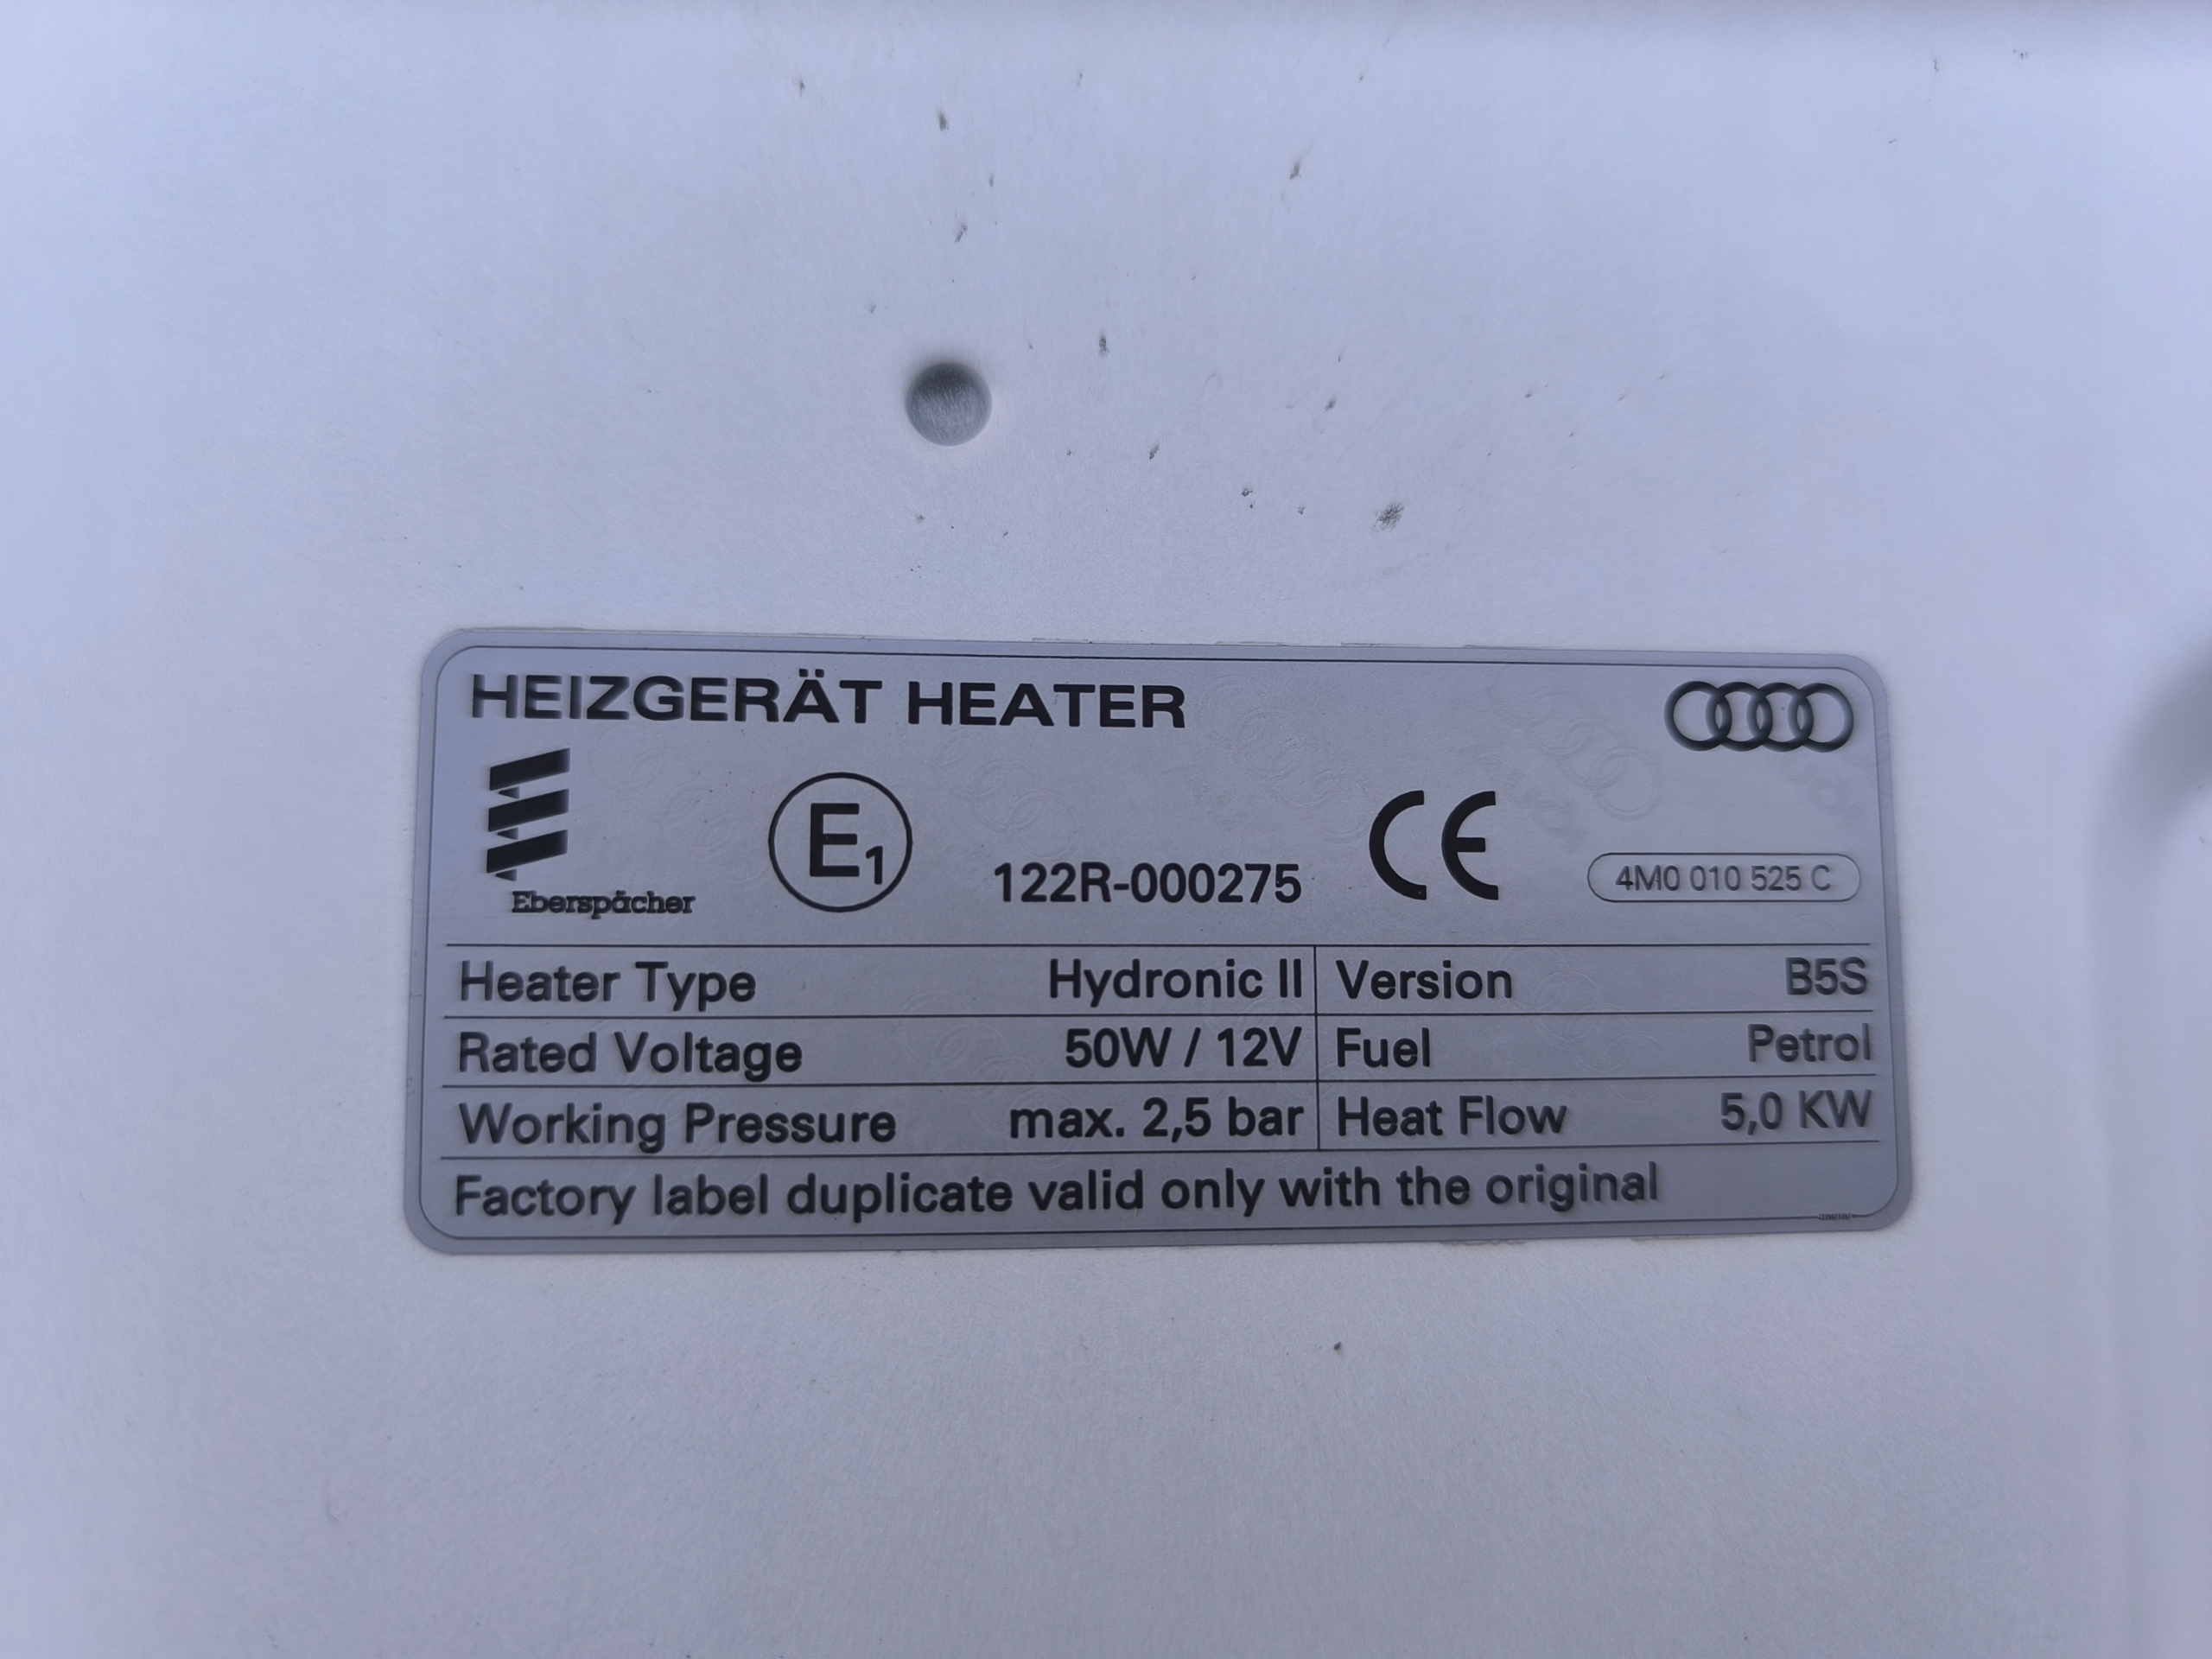 HEIZGERÄT HEATER
Eberspächer
E1
122R-000275
CE
4M0 010 525 C
Heater Type Hydronic II Version B5S
Rated Voltage 50W / 12V Fuel Petrol
Working Pressure max. 2,5 bar Heat Flow 5,0 KW
Factory label duplicate valid only with the original